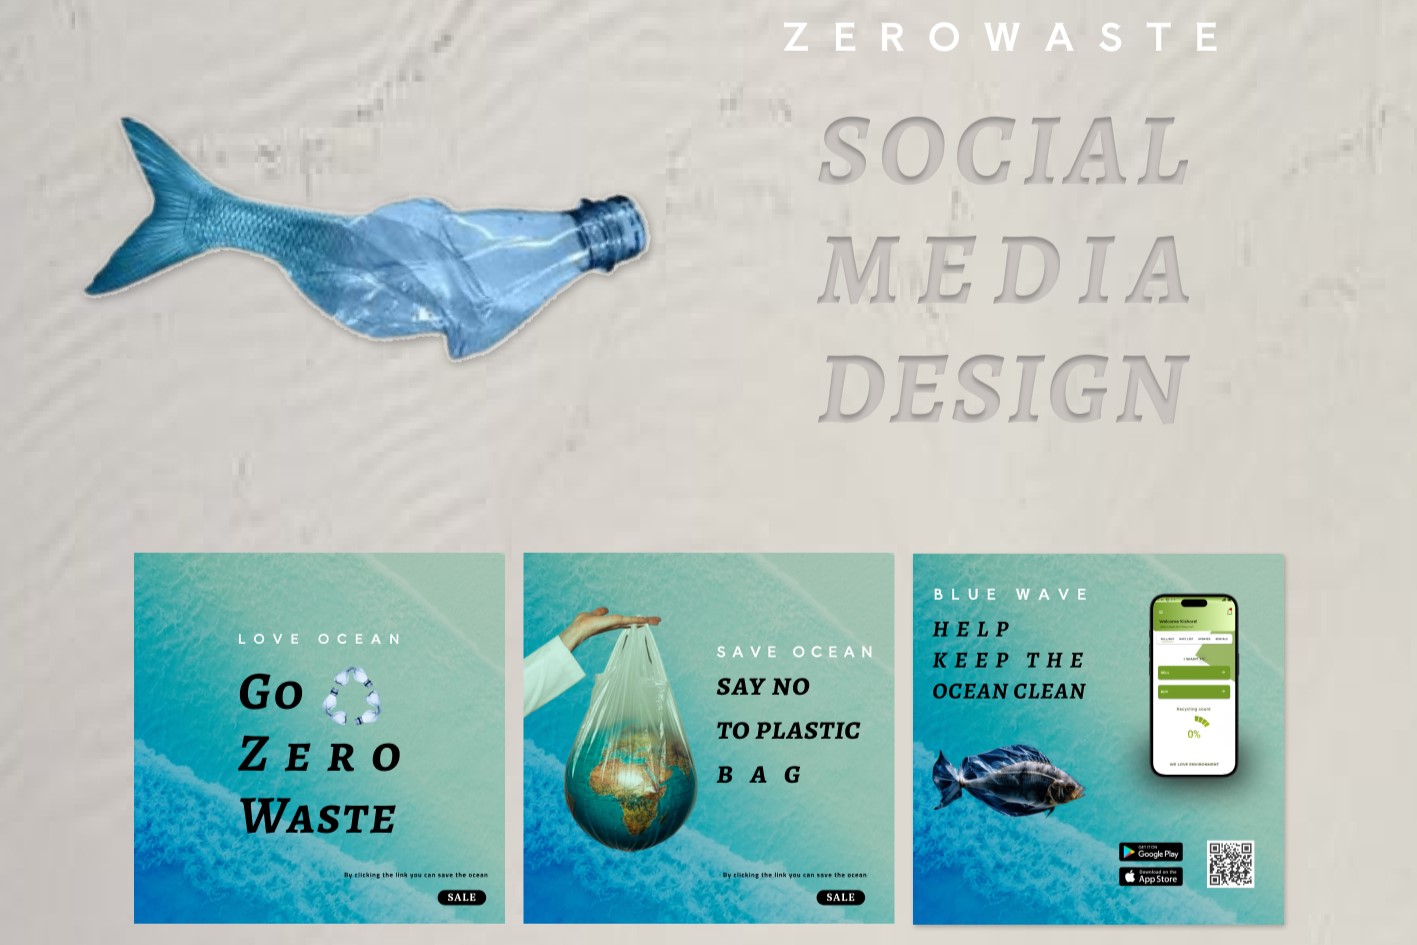 ZEROWASTE
SOCIAL
MEDIA
DESIGN
LOVE OCEAN
GO
ZERO
WASTE
By clicking the link you can save the ocean
SALE
SAVE OCEAN
SAY NO
TO PLASTIC
BAG
By clicking the link you can save the ocean
SALE
BLUE WAVE
HELP
KEEP THE
OCEAN CLEAN
I WANT TO
Recycling count
0%
WE LOVE ENVIRONMENT
GET IT ON
Google Play
Download on the
App Store